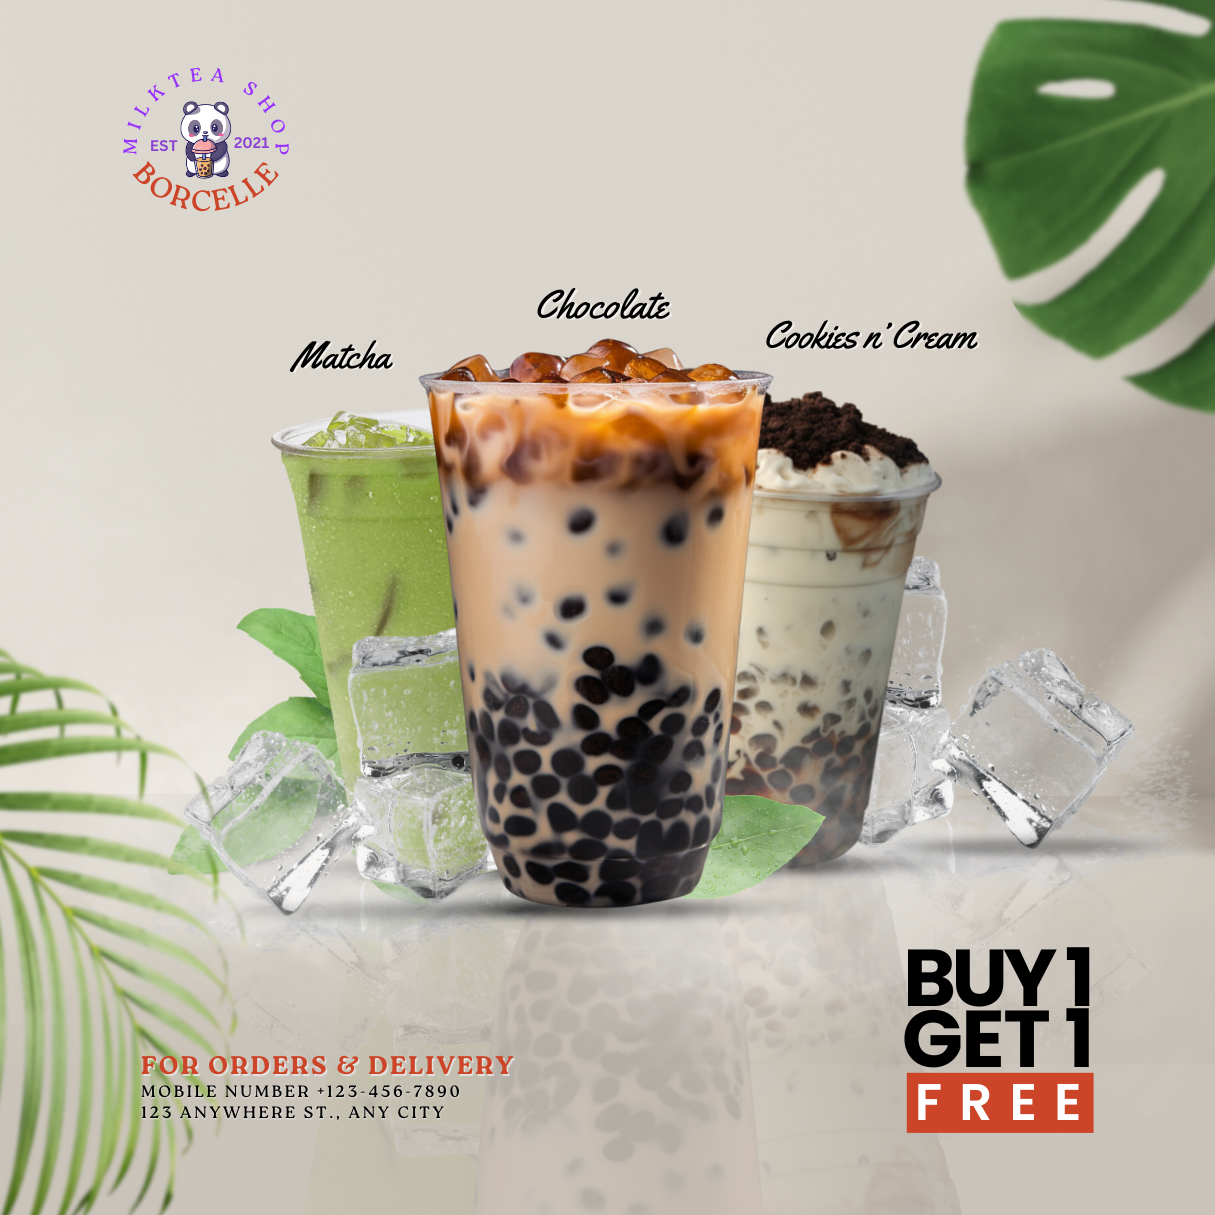 MILKTEA SHOP
EST 2021
BORCELLE
Chocolate
Matcha
Cookies n' Cream
BUY 1
GET 1
FREE
FOR ORDERS & DELIVERY
MOBILE NUMBER +123-456-7890
123 ANYWHERE ST., ANY CITY